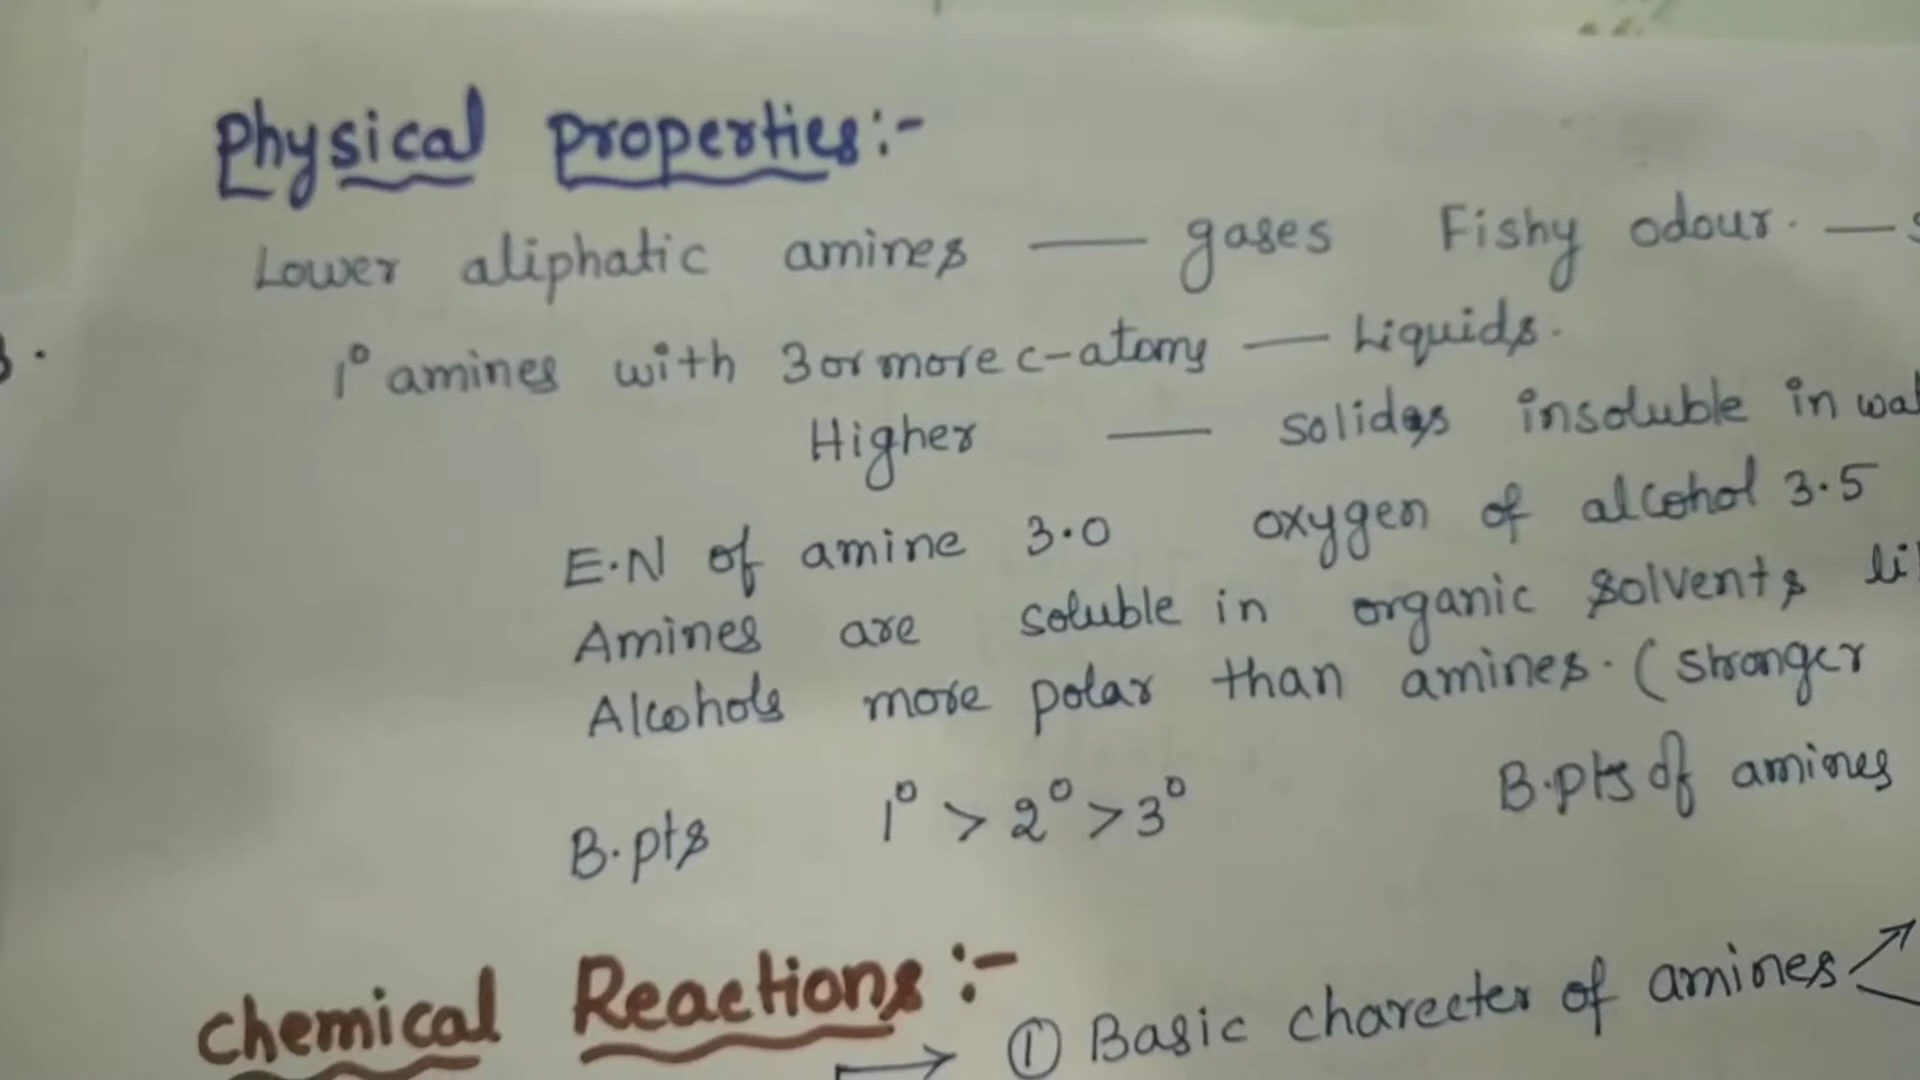 Physical properties:-
Lower aliphatic amines — gases Fishy odour. —
1° amines with 3 or more c-atoms — Liquids.
Higher — solids insoluble in wat
E.N of amine 3.0 oxygen of alcohol 3.5
Amines are soluble in organic solvents li
Alcohols more polar than amines. (stronger
B.pts 1° > 2° > 3° B.pts of amines
Chemical Reactions :-
→ ① Basic charecter of amines